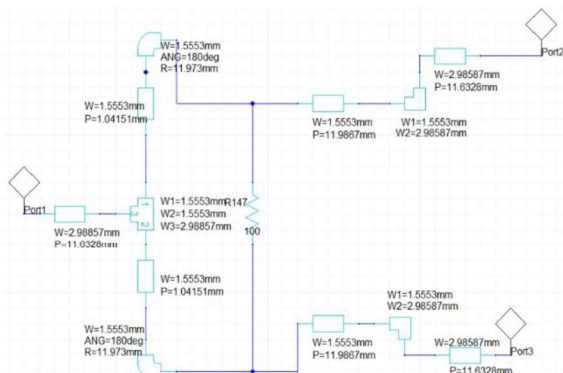 W=1.5553mm
ANG=180deg
R=11.973mm
W=1.5553mm
P=1.04151mm
Port2
W=2.98587mm
P=11.6328mm
W=1.5553mm
P=11.9867mm
W1=1.5553mm
W2=2.98587mm
Port1
W=2.98857mm
P=11.6328mm
1
3
2
W1=1.5553mm
W2=1.5553mm
W3=2.98857mm
R147
100
W=1.5553mm
P=1.04151mm
W=1.5553mm
ANG=180deg
R=11.973mm
W1=1.5553mm
W2=2.98587mm
W=1.5553mm
P=11.9867mm
W=2.98587mm
P=11.6328mm
Port3